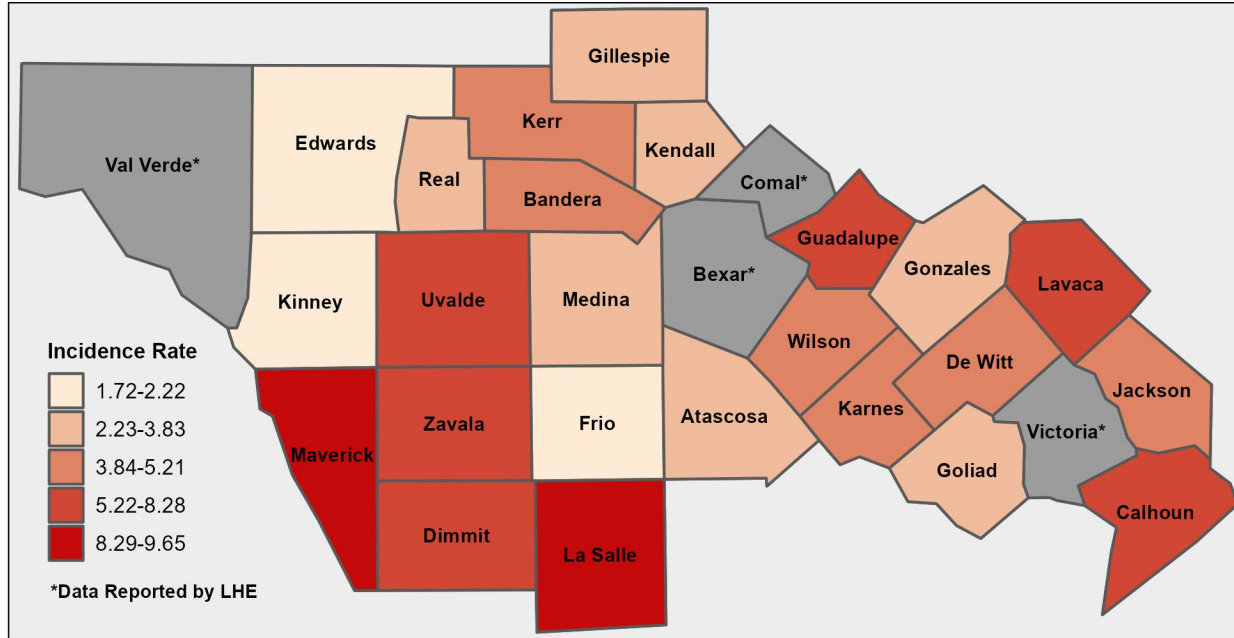 Gillespie
Kerr
Edwards
Kendall
Val Verde*
Real
Comal*
Bandera
Guadalupe
Gonzales
Bexar*
Lavaca
Kinney
Uvalde
Medina
Wilson
De Witt
Jackson
Incidence Rate
1.72-2.22
2.23-3.83
3.84-5.21
5.22-8.28
8.29-9.65
*Data Reported by LHE
Maverick
Zavala
Frio
Atascosa
Karnes
Victoria*
Goliad
Calhoun
Dimmit
La Salle